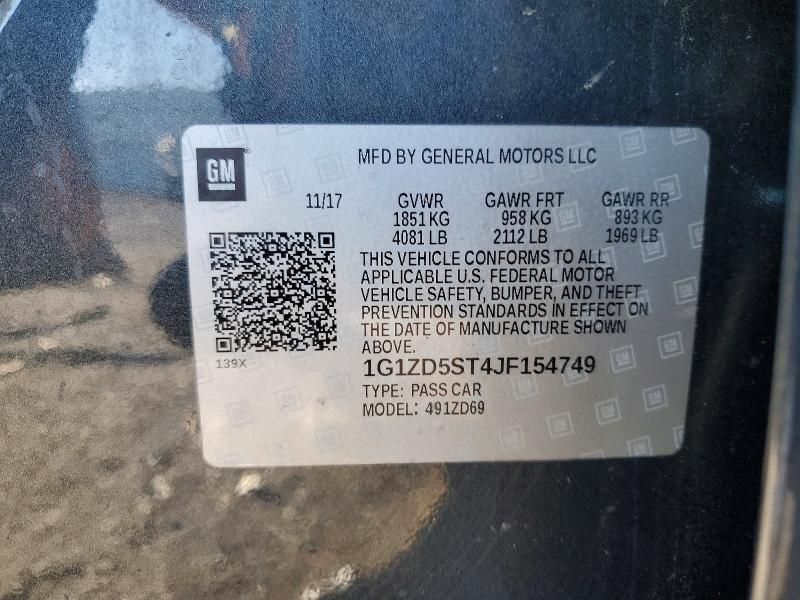 GM
MFD BY GENERAL MOTORS LLC
11/17 GVWR GAWR FRT GAWR RR
1851 KG 958 KG 893 KG
4081 LB 2112 LB 1969 LB
THIS VEHICLE CONFORMS TO ALL
APPLICABLE U.S. FEDERAL MOTOR
VEHICLE SAFETY, BUMPER, AND THEFT
PREVENTION STANDARDS IN EFFECT ON
THE DATE OF MANUFACTURE SHOWN
ABOVE.
139X
1G1ZD5ST4JF154749
TYPE: PASS CAR
MODEL: 491ZD69